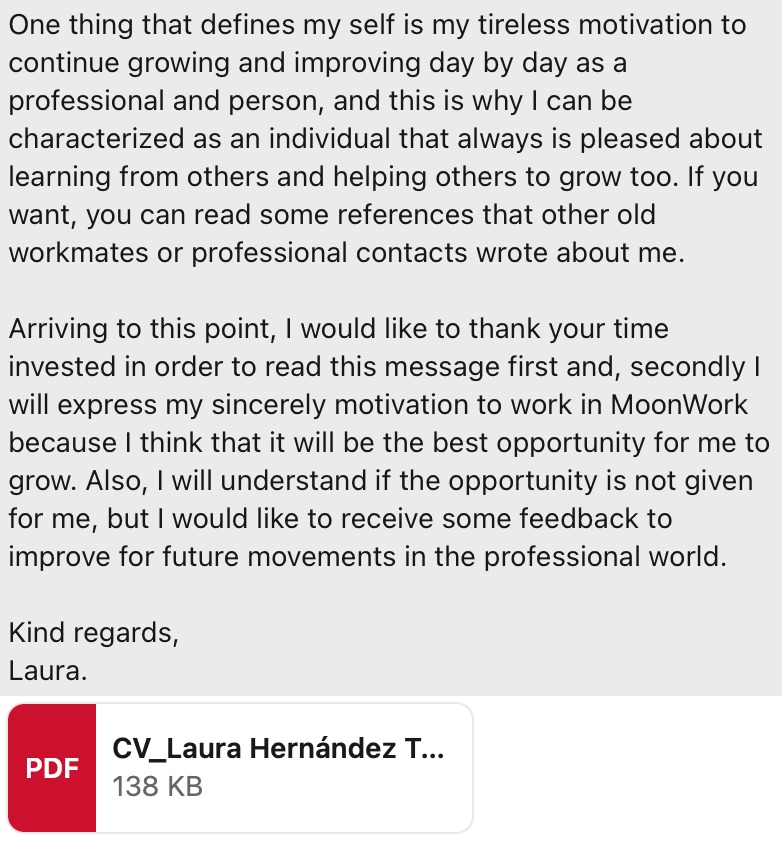 One thing that defines my self is my tireless motivation to
continue growing and improving day by day as a
professional and person, and this is why I can be
characterized as an individual that always is pleased about
learning from others and helping others to grow too. If you
want, you can read some references that other old
workmates or professional contacts wrote about me.
Arriving to this point, I would like to thank your time
invested in order to read this message first and, secondly I
will express my sincerely motivation to work in MoonWork
because I think that it will be the best opportunity for me to
grow. Also, I will understand if the opportunity is not given
for me, but I would like to receive some feedback to
improve for future movements in the professional world.
Kind regards,
Laura.
PDF
CV_Laura Hernández T...
138 KB